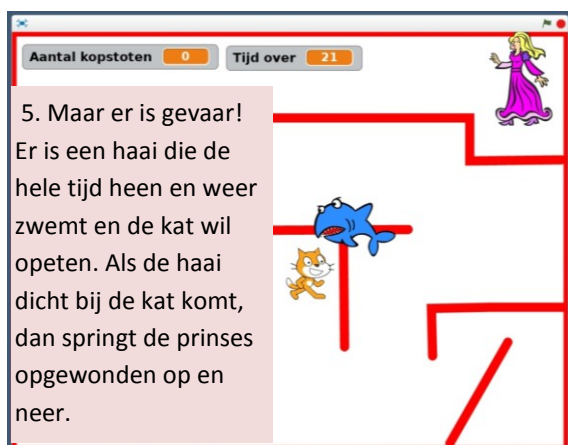 Aantal kopstoten 0 Tijd over 21
5. Maar er is gevaar!
Er is een haai die de
hele tijd heen en weer
zwemt en de kat wil
opeten. Als de haai
dicht bij de kat komt,
dan springt de prinses
opgewonden op en
neer.